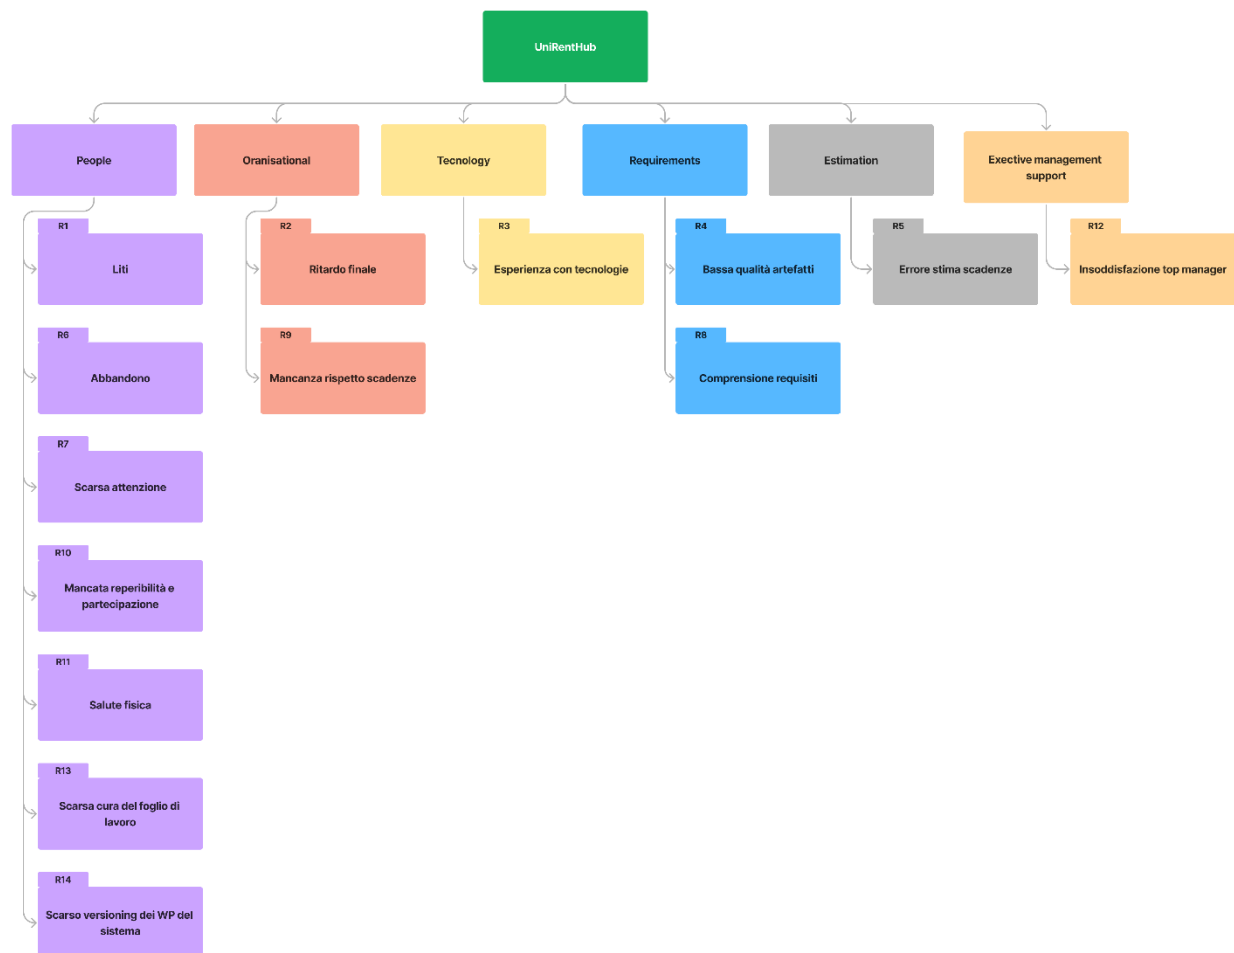 UniRentHub
People
Oranisational
Tecnology
Requirements
Estimation
Exective management
support
R1
Liti
R2
Ritardo finale
R3
Esperienza con tecnologie
R4
Bassa qualità artefatti
R5
Errore stima scadenze
R12
Insoddisfazione top manager
R6
Abbandono
R9
Mancanza rispetto scadenze
R8
Comprensione requisiti
R7
Scarsa attenzione
R10
Mancata reperibilità e
partecipazione
R11
Salute fisica
R13
Scarsa cura del foglio di
lavoro
R14
Scarso versioning dei WP del
sistema